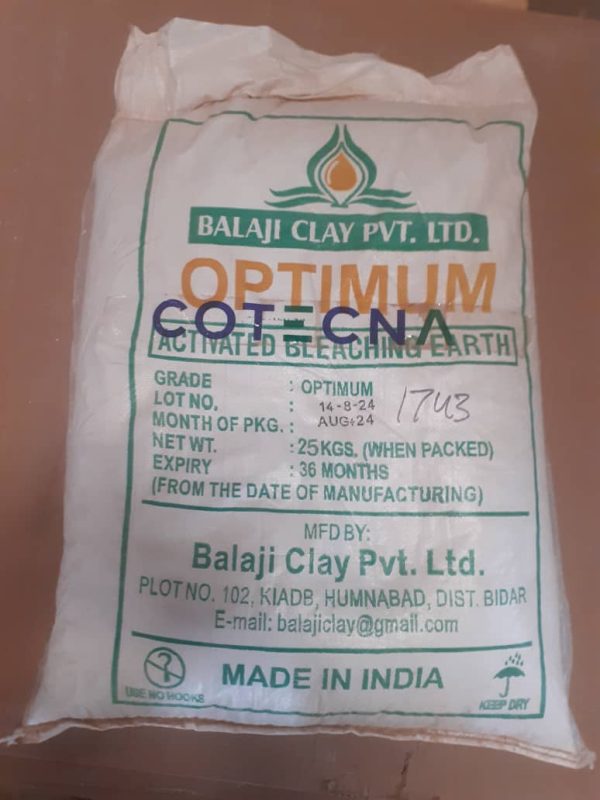 BALAJI CLAY PVT. LTD.
OPTIMUM
COTECNA
ACTIVATED BLEACHING EARTH
GRADE : OPTIMUM
LOT NO. : 14-8-24 1743
MONTH OF PKG. : AUG-24
NET WT. : 25 KGS. (WHEN PACKED)
EXPIRY : 36 MONTHS
(FROM THE DATE OF MANUFACTURING)
MFD BY:
Balaji Clay Pvt. Ltd.
PLOT NO. 102, KIADB, HUMNABAD, DIST. BIDAR
E-mail: balajiclay@gmail.com
MADE IN INDIA
USE NO HOOKS
KEEP DRY